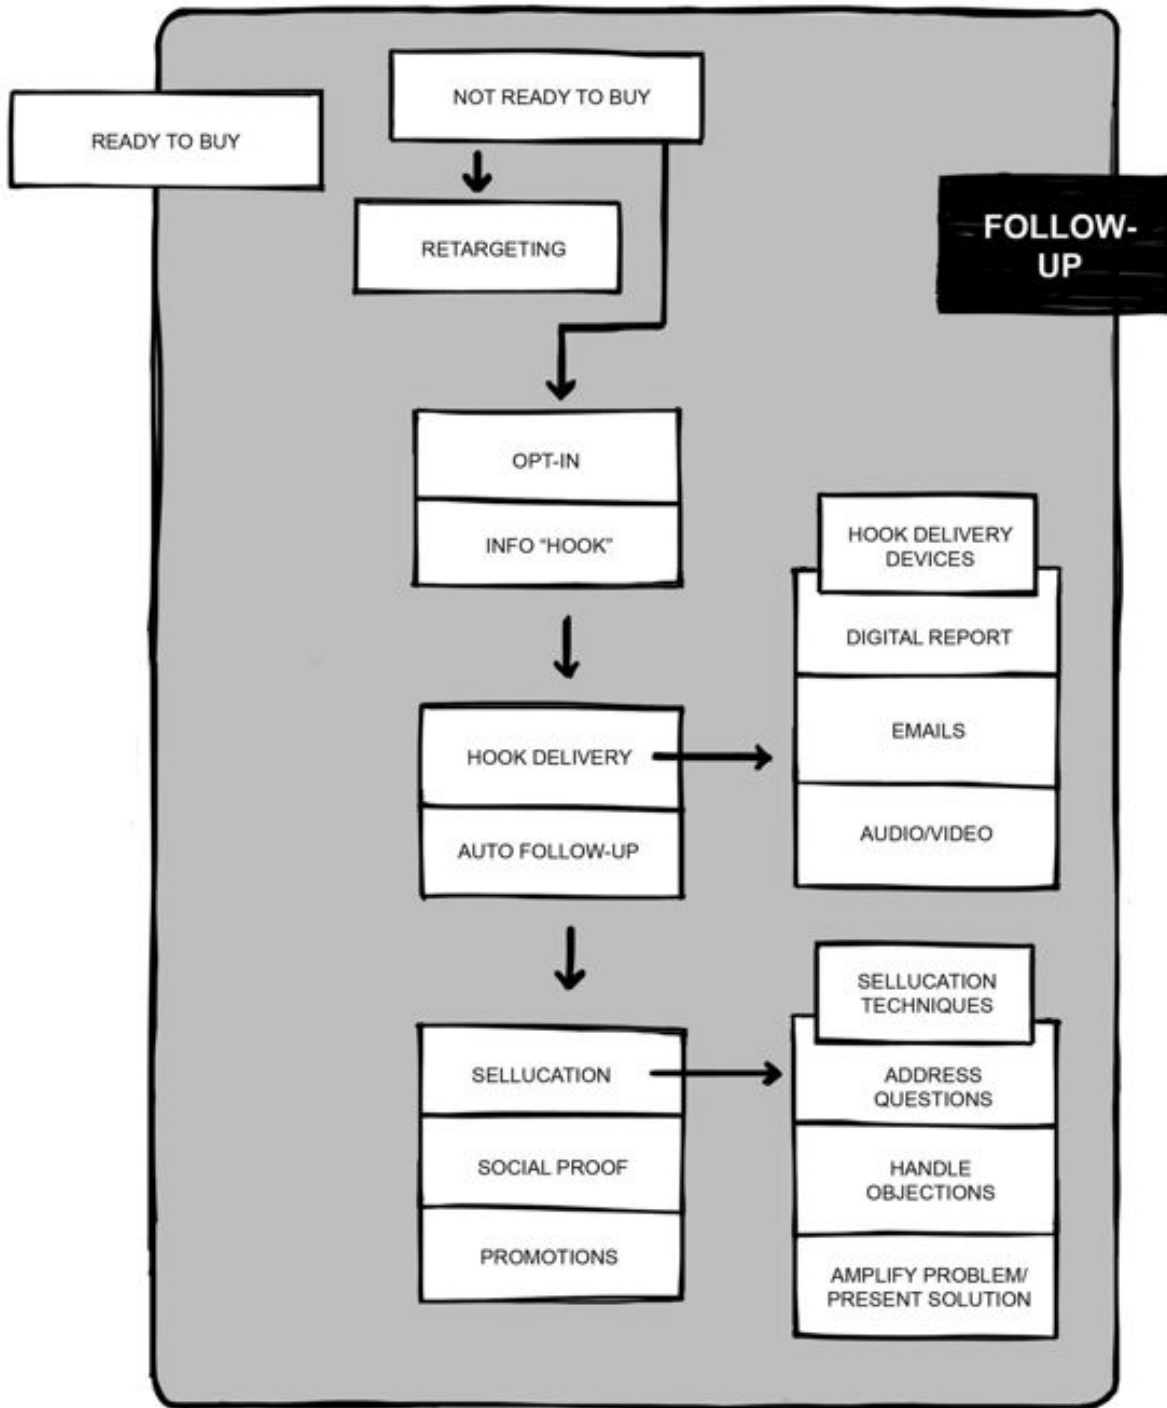 NOT READY TO BUY
READY TO BUY
FOLLOW-
UP
RETARGETING
OPT-IN
INFO “HOOK”
HOOK DELIVERY
DEVICES
DIGITAL REPORT
EMAILS
AUDIO/VIDEO
HOOK DELIVERY
AUTO FOLLOW-UP
SELLUCATION
SOCIAL PROOF
PROMOTIONS
SELLUCATION
TECHNIQUES
ADDRESS
QUESTIONS
HANDLE
OBJECTIONS
AMPLIFY PROBLEM/
PRESENT SOLUTION